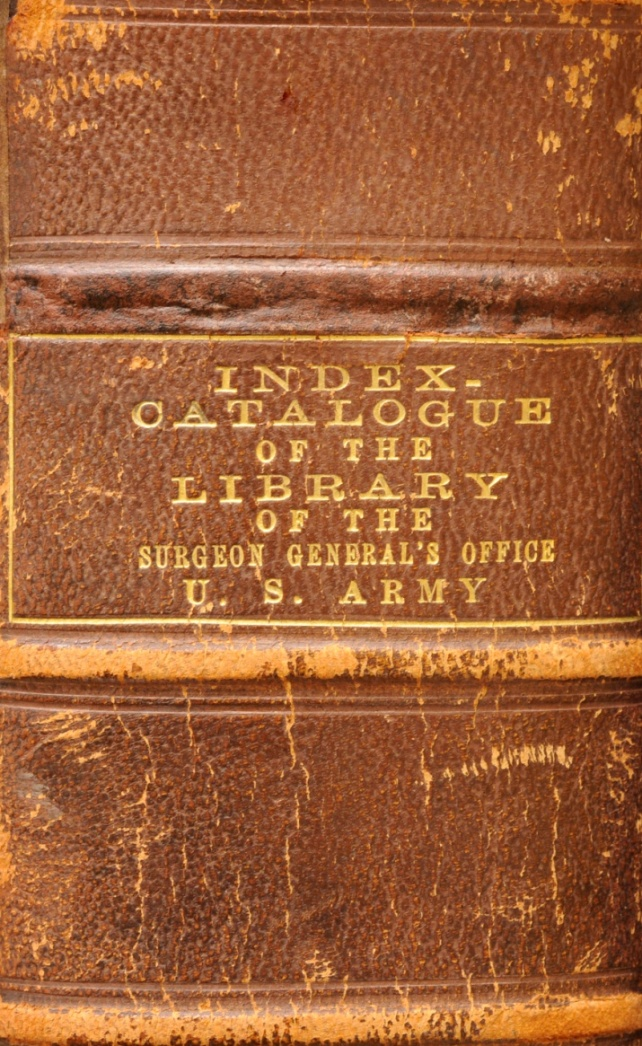 INDEX-
CATALOGUE
OF THE
LIBRARY
OF THE
SURGEON GENERAL'S OFFICE
U. S. ARMY